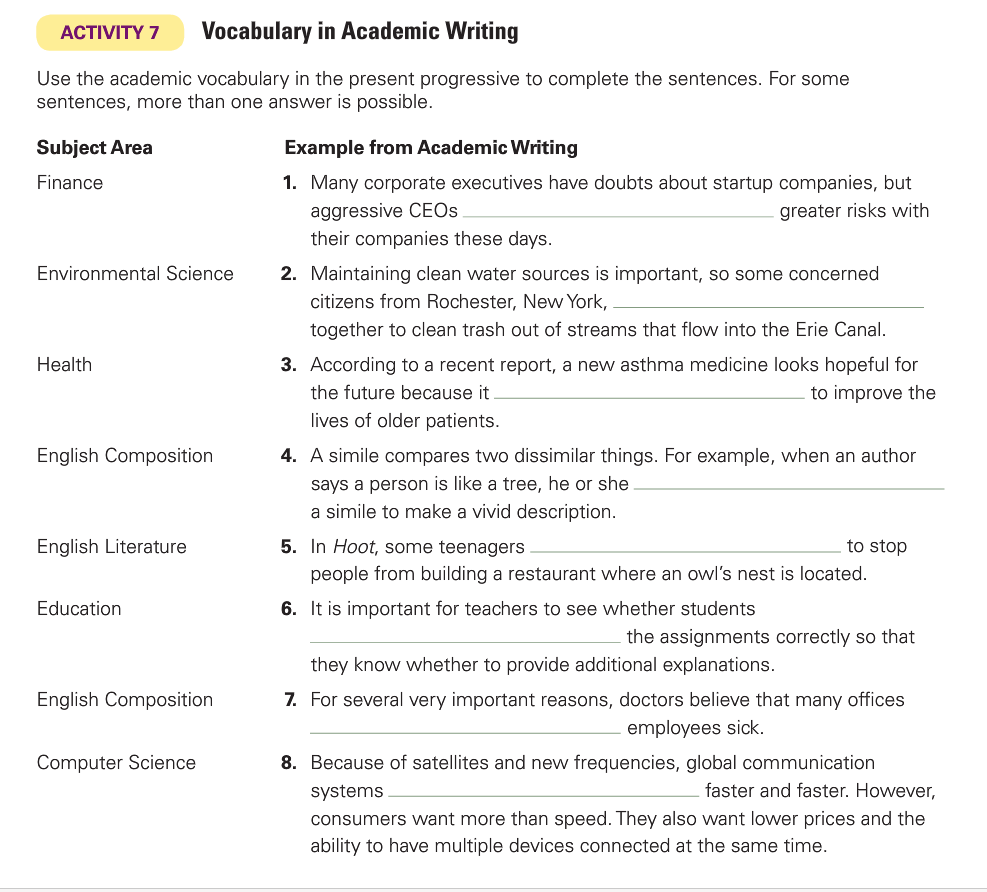 ACTIVITY 7 Vocabulary in Academic Writing
Use the academic vocabulary in the present progressive to complete the sentences. For some
sentences, more than one answer is possible.
Subject Area Example from Academic Writing
Finance 1. Many corporate executives have doubts about startup companies, but
aggressive CEOs greater risks with
their companies these days.
Environmental Science 2. Maintaining clean water sources is important, so some concerned
citizens from Rochester, New York,
together to clean trash out of streams that flow into the Erie Canal.
Health 3. According to a recent report, a new asthma medicine looks hopeful for
the future because it to improve the
lives of older patients.
English Composition 4. A simile compares two dissimilar things. For example, when an author
says a person is like a tree, he or she
a simile to make a vivid description.
English Literature 5. In Hoot, some teenagers to stop
people from building a restaurant where an owl's nest is located.
Education 6. It is important for teachers to see whether students
the assignments correctly so that
they know whether to provide additional explanations.
English Composition 7. For several very important reasons, doctors believe that many offices
employees sick.
Computer Science 8. Because of satellites and new frequencies, global communication
systems faster and faster. However,
consumers want more than speed. They also want lower prices and the
ability to have multiple devices connected at the same time.